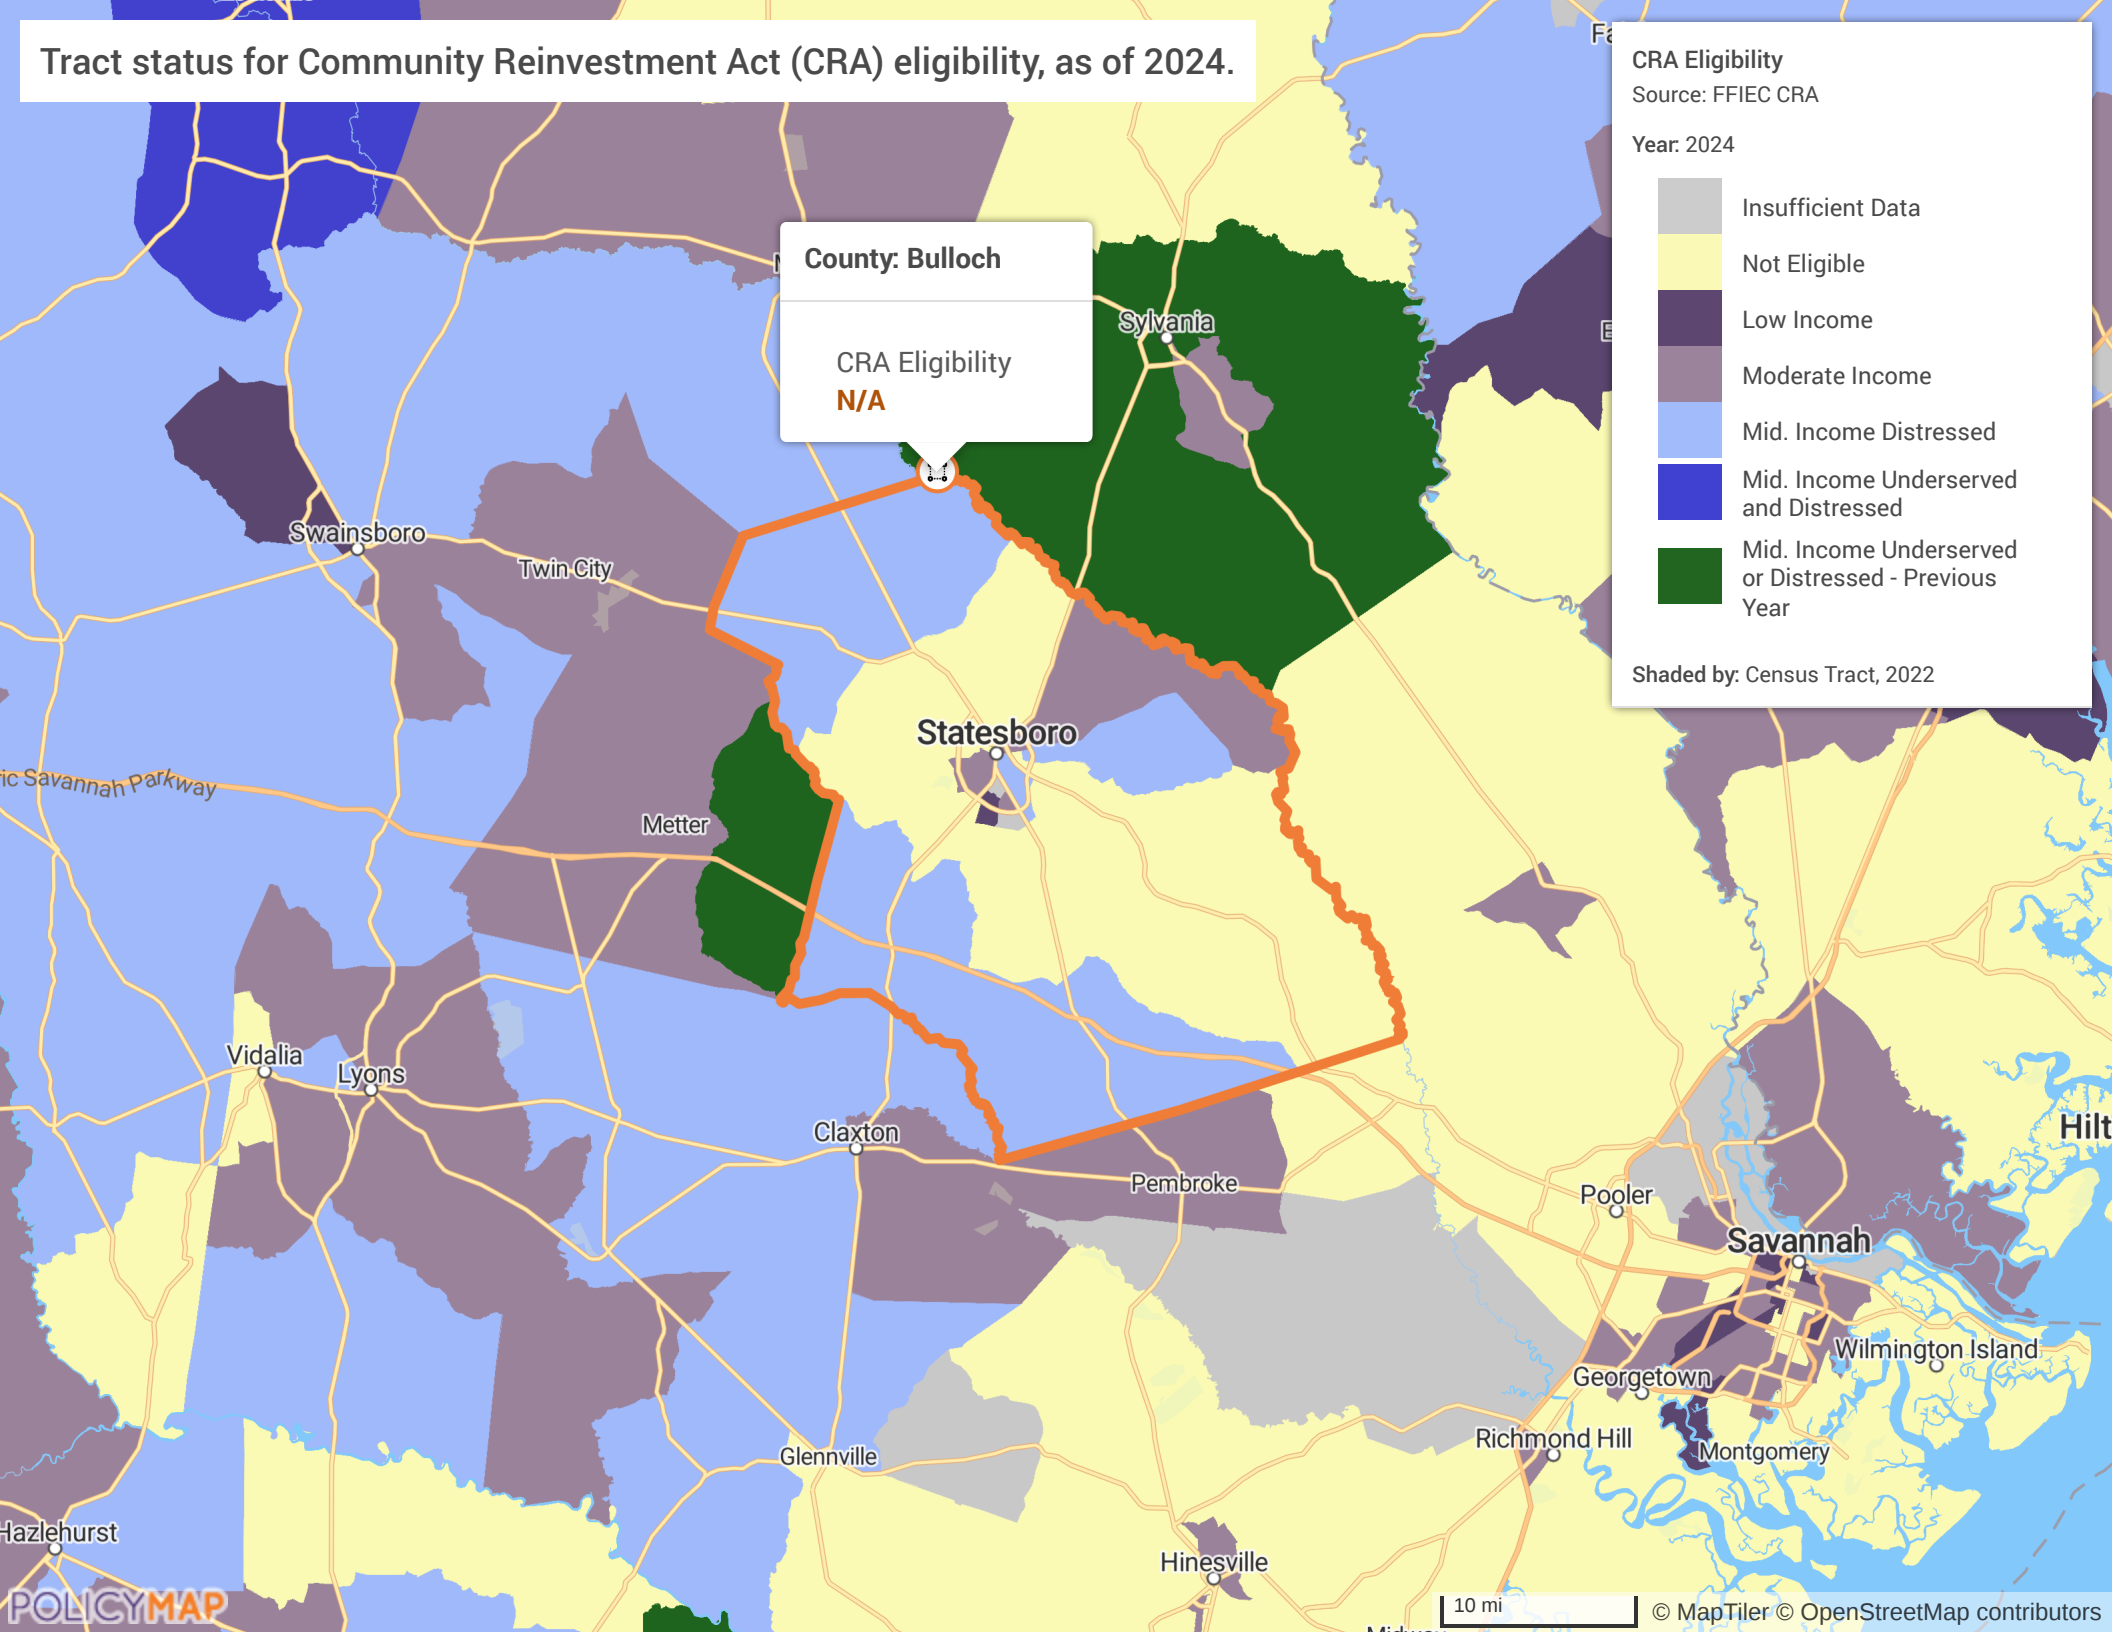 Tract status for Community Reinvestment Act (CRA) eligibility, as of 2024.
CRA Eligibility
Source: FFIEC CRA
Year: 2024
Insufficient Data
Not Eligible
Low Income
Moderate Income
Mid. Income Distressed
Mid. Income Underserved
and Distressed
Mid. Income Underserved
or Distressed - Previous
Year
Shaded by: Census Tract, 2022
County: Bulloch
CRA Eligibility
N/A
Sylvania
Swainsboro
Twin City
Statesboro
ic Savannah Parkway
Metter
Vidalia
Lyons
Claxton
Pembroke
Hilt
Pooler
Savannah
Wilmington Island
Georgetown
Richmond Hill
Montgomery
Glennville
Hazlehurst
Hinesville
POLICYMAP
10 mi
© MapTiler © OpenStreetMap contributors